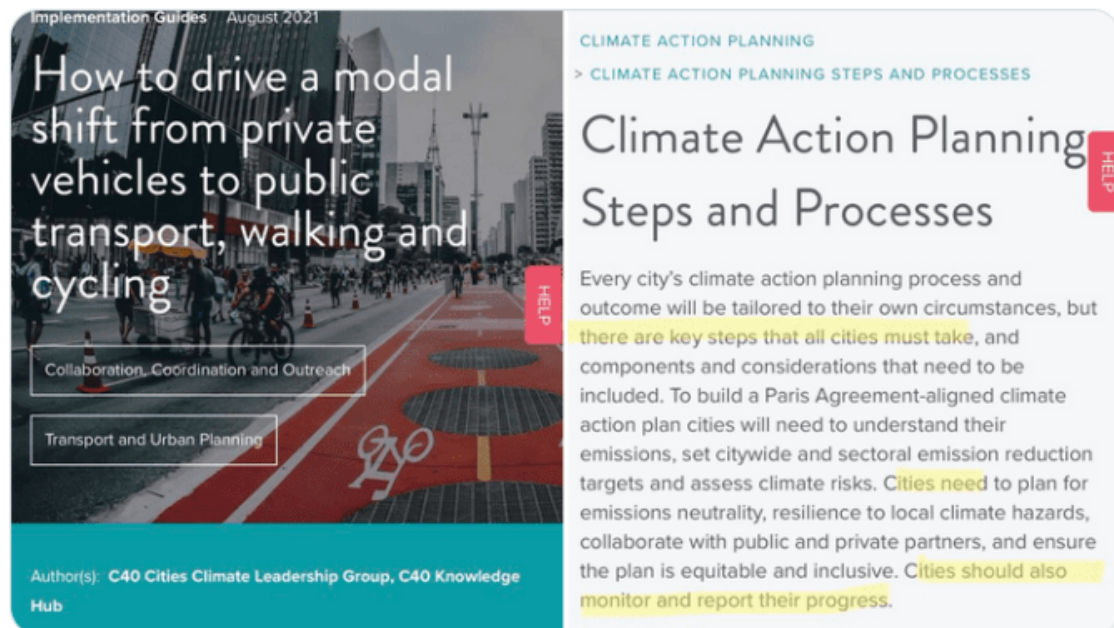 Implementation Guides August 2021
How to drive a modal
shift from private
vehicles to public
transport, walking and
cycling
Collaboration, Coordination and Outreach
Transport and Urban Planning
Author(s): C40 Cities Climate Leadership Group, C40 Knowledge
Hub
HELP
CLIMATE ACTION PLANNING
> CLIMATE ACTION PLANNING STEPS AND PROCESSES
Climate Action Planning
Steps and Processes
HELP
Every city's climate action planning process and
outcome will be tailored to their own circumstances, but
there are key steps that all cities must take, and
components and considerations that need to be
included. To build a Paris Agreement-aligned climate
action plan cities will need to understand their
emissions, set citywide and sectoral emission reduction
targets and assess climate risks. Cities need to plan for
emissions neutrality, resilience to local climate hazards,
collaborate with public and private partners, and ensure
the plan is equitable and inclusive. Cities should also
monitor and report their progress.